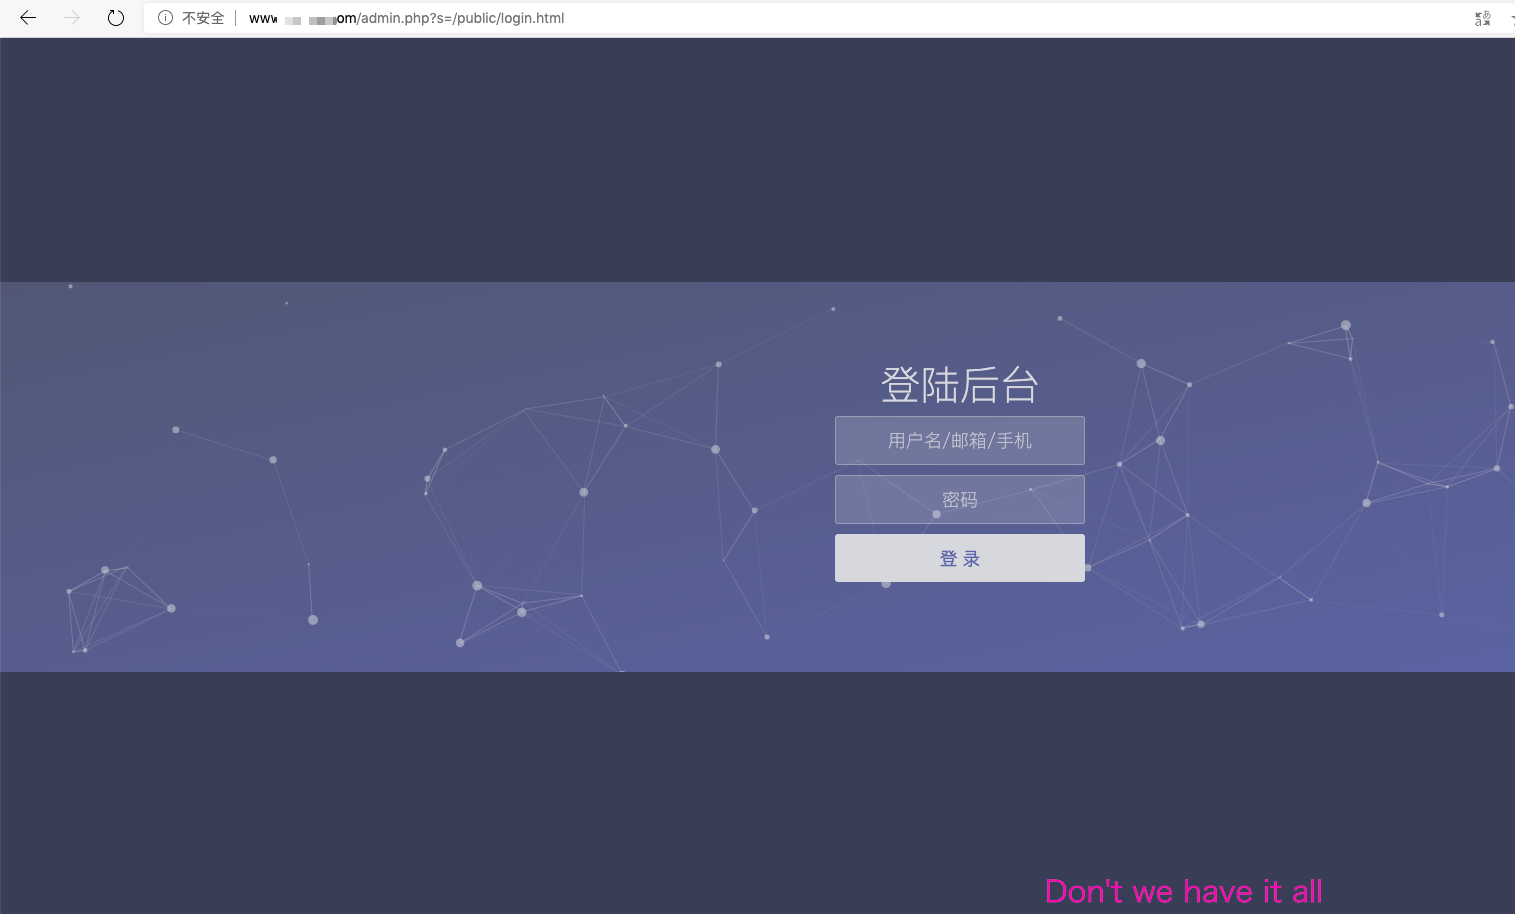 不安全 www om/admin.php?s=/public/login.html
登陆后台
用户名/邮箱/手机
密码
登 录
Don't we have it all